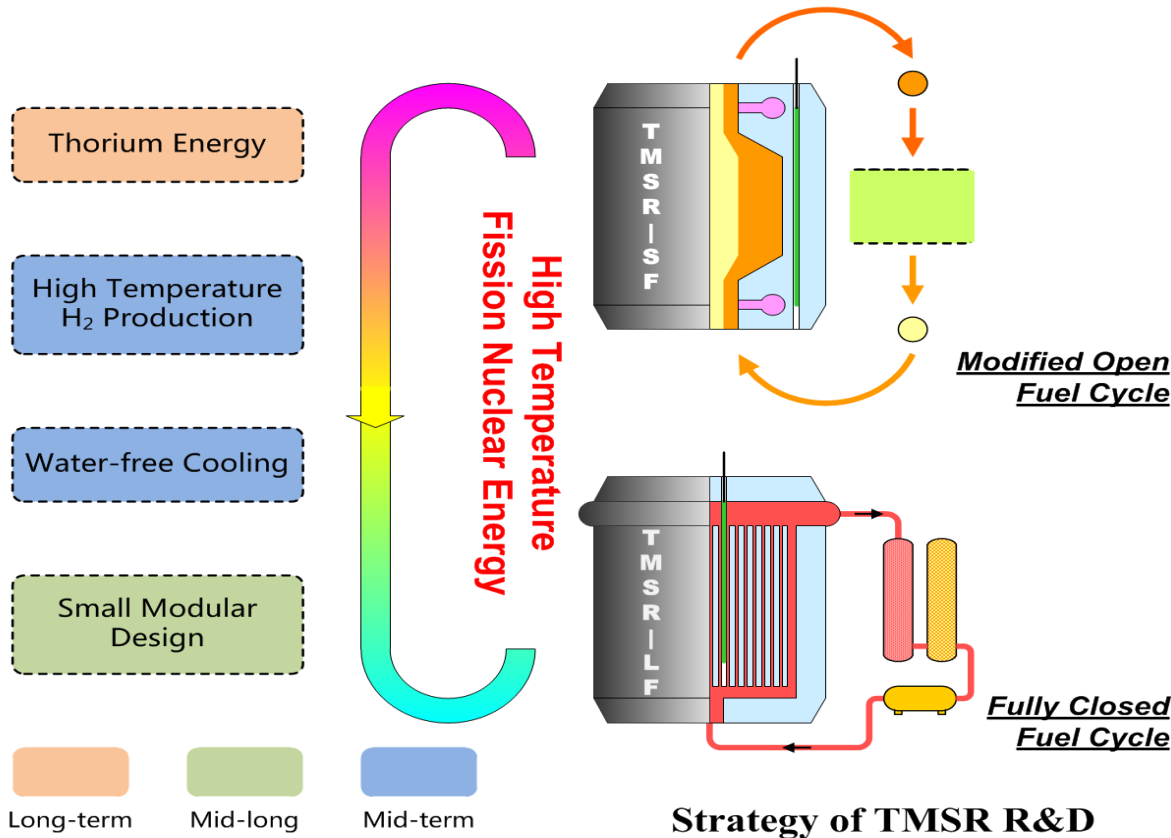 Thorium Energy
High Temperature
H₂ Production
Water-free Cooling
Small Modular
Design
Long-term
Mid-long
Mid-term
High Temperature
Fission Nuclear Energy
TMSR|SF
Modified Open
Fuel Cycle
TMSR|LF
Fully Closed
Fuel Cycle
Strategy of TMSR R&D